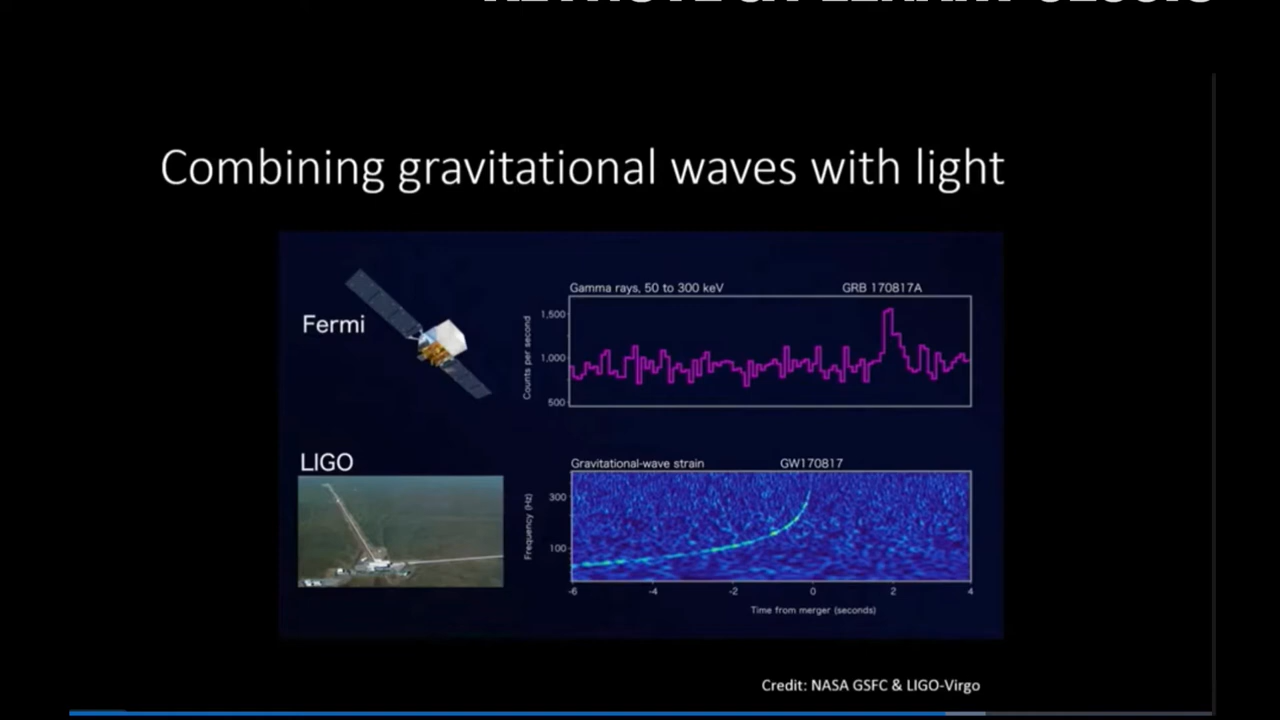 Combining gravitational waves with light
Fermi
Gamma rays, 50 to 300 keV
GRB 170817A
Counts per second
1,500
1,000
500
LIGO
Gravitational-wave strain
GW170817
Frequency (Hz)
300
100
-6 -4 -2 0 2 4
Time from merger (seconds)
Credit: NASA GSFC & LIGO-Virgo